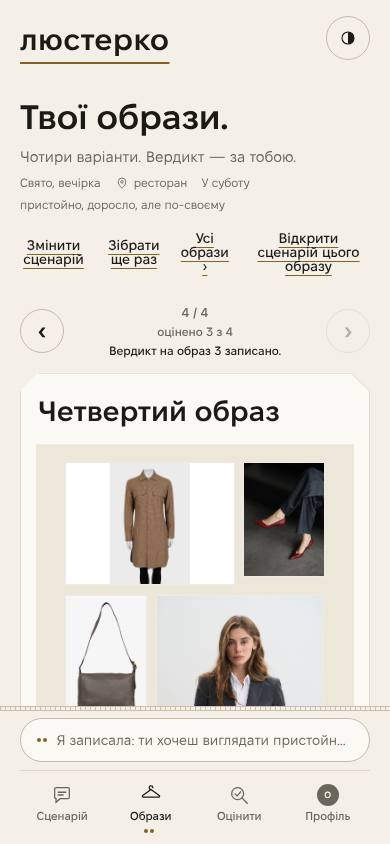 люстерко
Твої образи.
Чотири варіанти. Вердикт — за тобою.
Свято, вечірка ресторан У суботу
пристойно, доросло, але по-своєму
Змінити сценарій
Зібрати ще раз
Усі образи ›
Відкрити сценарій цього образу
‹
4 / 4
оцінено 3 з 4
Вердикт на образ 3 записано.
›
Четвертий образ
Я записала: ти хочеш виглядати пристойн...
Сценарій
Образи
Оцінити
О
Профіль